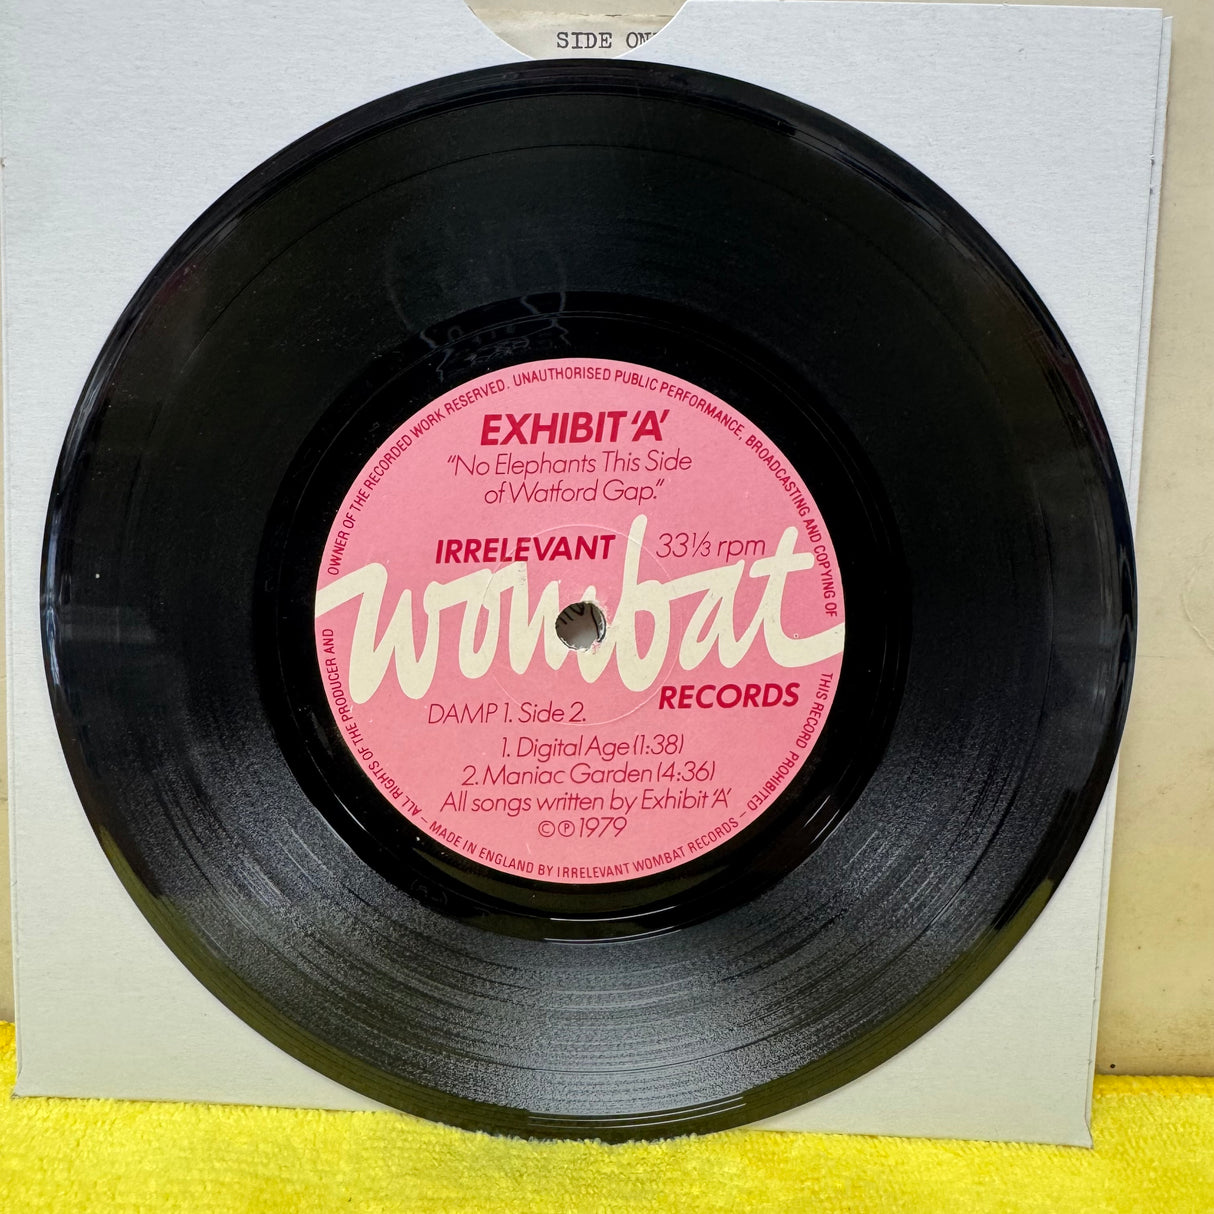 SIDE ON
EXHIBIT 'A'
"No Elephants This Side
of Watford Gap."
IRRELEVANT 33⅓ rpm
wombat
RECORDS
DAMP 1. Side 2.
1. Digital Age (1:38)
2. Maniac Garden (4:36)
All songs written by Exhibit 'A'
©℗1979
ALL RIGHTS OF THE PRODUCER AND OWNER OF THE RECORDED WORK RESERVED. UNAUTHORISED PUBLIC PERFORMANCE, BROADCASTING AND COPYING OF THIS RECORD PROHIBITED – MADE IN ENGLAND BY IRRELEVANT WOMBAT RECORDS –